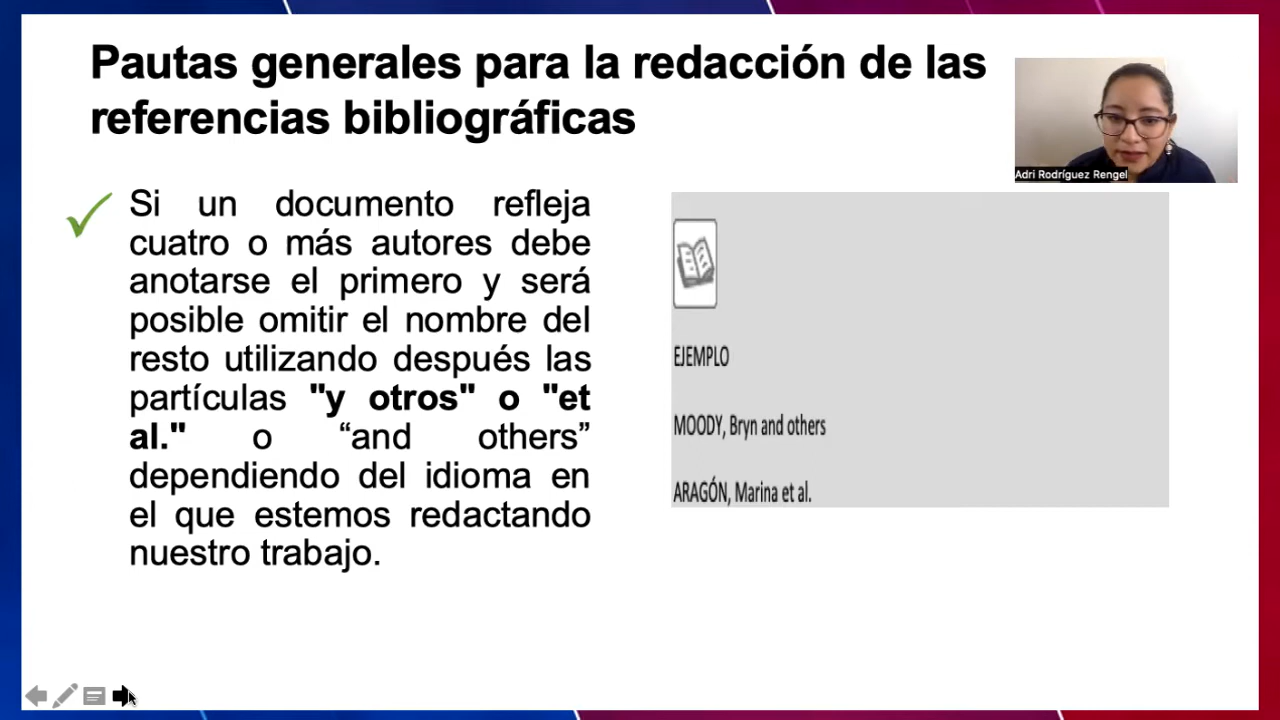 Pautas generales para la redacción de las
referencias bibliográficas
Adri Rodríguez Rengel
Si un documento refleja
cuatro o más autores debe
anotarse el primero y será
posible omitir el nombre del
resto utilizando después las
partículas "y otros" o "et
al." o “and others”
dependiendo del idioma en
el que estemos redactando
nuestro trabajo.
EJEMPLO
MOODY, Bryn and others
ARAGÓN, Marina et al.